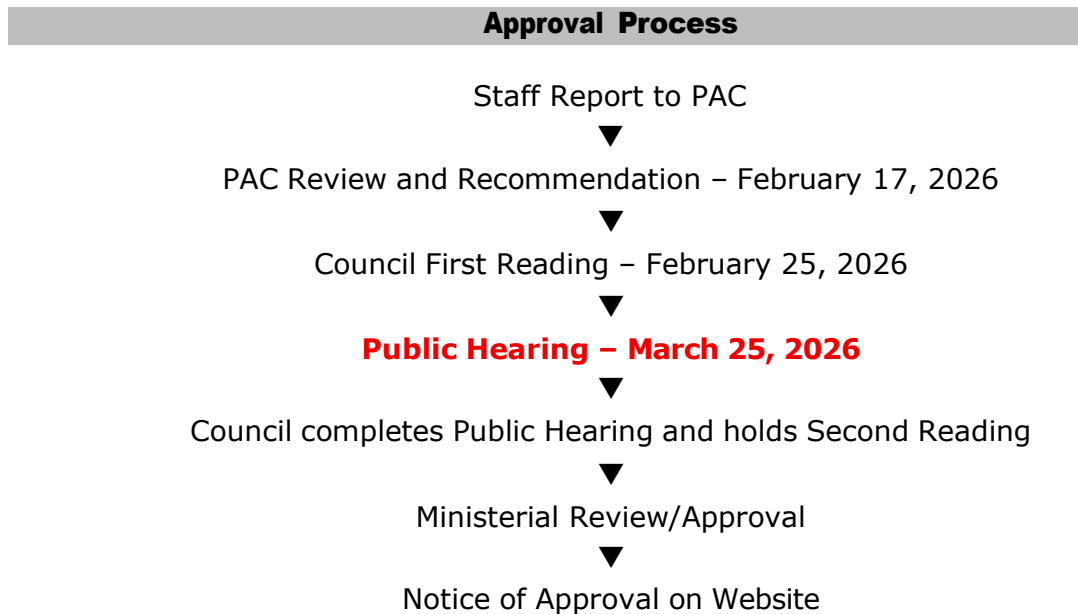 Approval Process
Staff Report to PAC
PAC Review and Recommendation – February 17, 2026
Council First Reading – February 25, 2026
Public Hearing – March 25, 2026
Council completes Public Hearing and holds Second Reading
Ministerial Review/Approval
Notice of Approval on Website